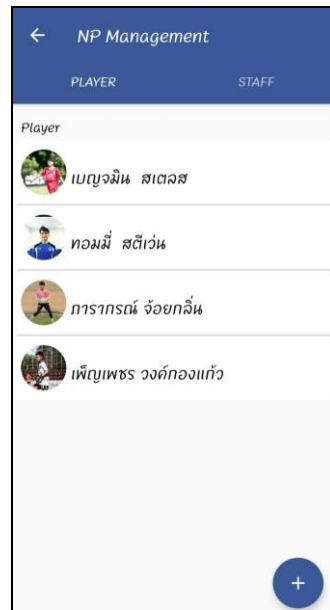 NP Management
PLAYER STAFF
Player
เบญจมิน สเตลส
ทอมมี่ สตีเว่น
ภารากรณ์ จ้อยกลิ่น
เพ็ญเพชร วงค์กองแก้ว
+